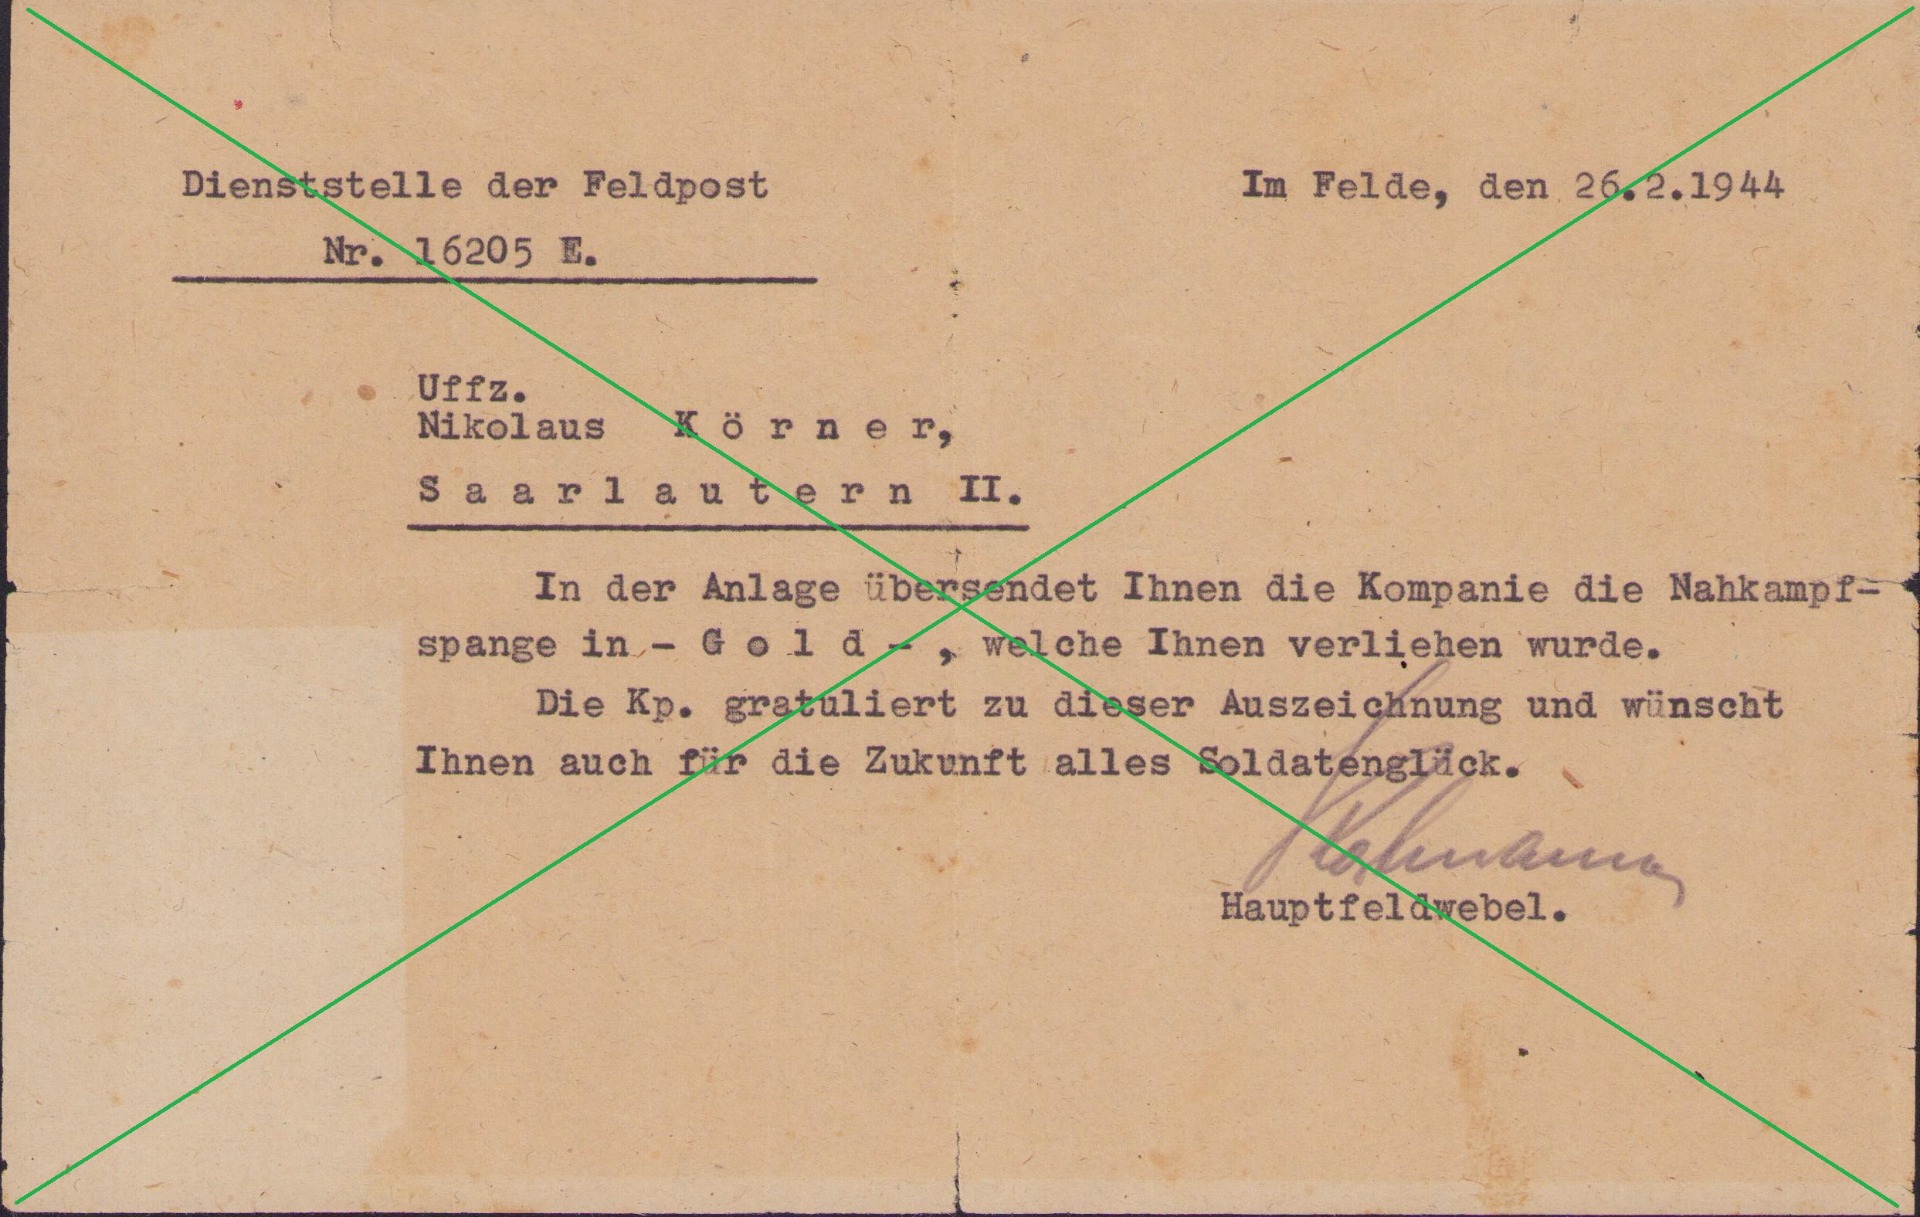 Dienststelle der Feldpost
Nr. 16205 E.
Im Felde, den 26.2.1944
Uffz.
Nikolaus K ö r n e r,
S a a r l a u t e r n II.
In der Anlage übersendet Ihnen die Kompanie die Nahkampf-
spange in - G o l d - , welche Ihnen verliehen wurde.
Die Kp. gratuliert zu dieser Auszeichnung und wünscht
Ihnen auch für die Zukunft alles Soldatenglück.
Hauptfeldwebel.